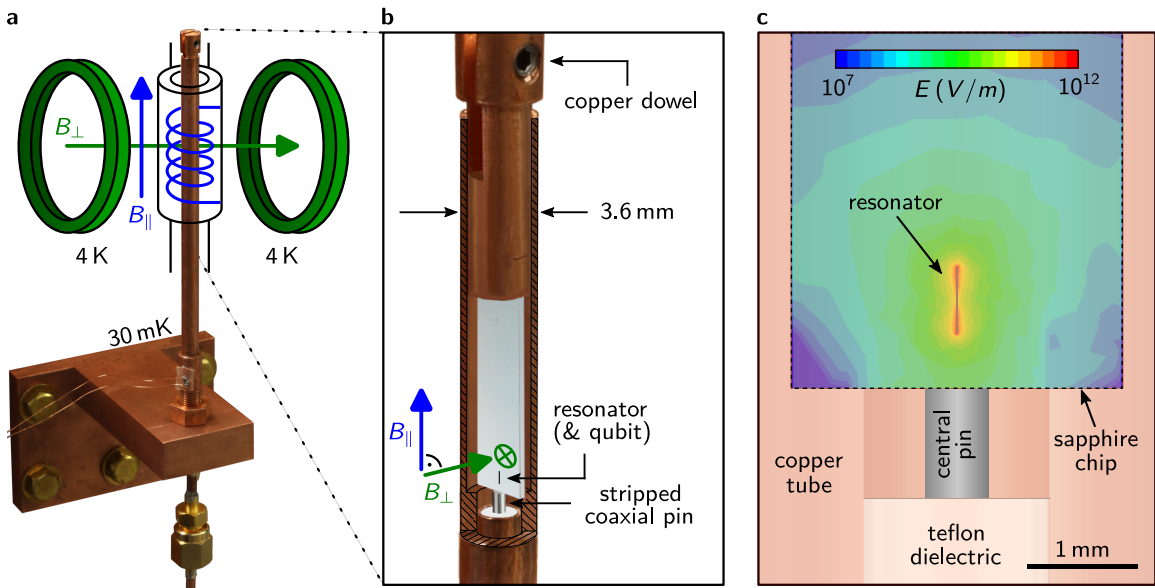 a
B⊥
B∥
4 K
4 K
30 mK
b
copper dowel
3.6 mm
B∥
B⊥
resonator
(& qubit)
stripped
coaxial pin
c
10⁷
E (V/m)
10¹²
resonator
central
pin
sapphire
chip
copper
tube
teflon
dielectric
1 mm